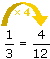 × 4
1/3 = 4/12